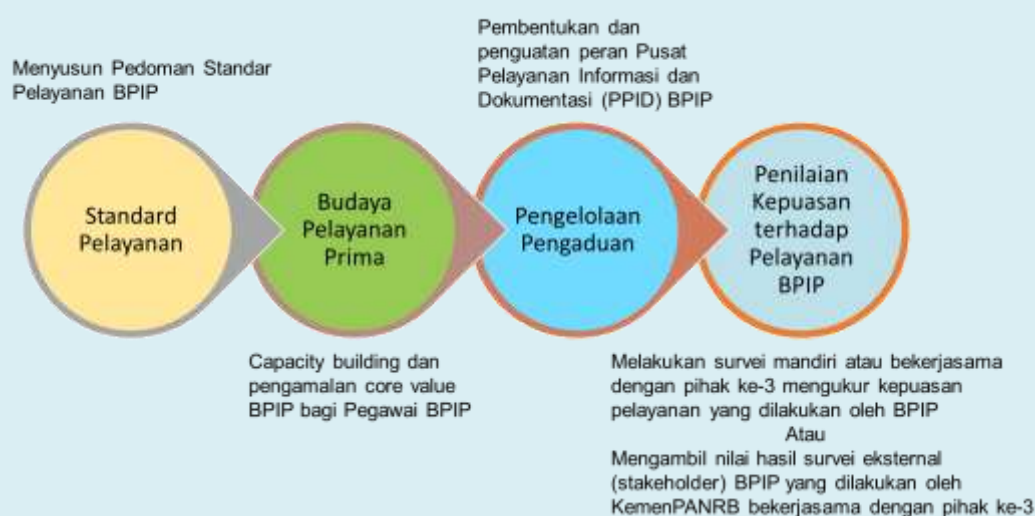 Menyusun Pedoman Standar
Pelayanan BPIP
Standard
Pelayanan
Budaya
Pelayanan
Prima
Capacity building dan
pengamalan core value
BPIP bagi Pegawai BPIP
Pembentukan dan
penguatan peran Pusat
Pelayanan Informasi dan
Dokumentasi (PPID) BPIP
Pengelolaan
Pengaduan
Penilaian
Kepuasan
terhadap
Pelayanan
BPIP
Melakukan survei mandiri atau bekerjasama
dengan pihak ke-3 mengukur kepuasan
pelayanan yang dilakukan oleh BPIP
Atau
Mengambil nilai hasil survei eksternal
(stakeholder) BPIP yang dilakukan oleh
KemenPANRB bekerjasama dengan pihak ke-3